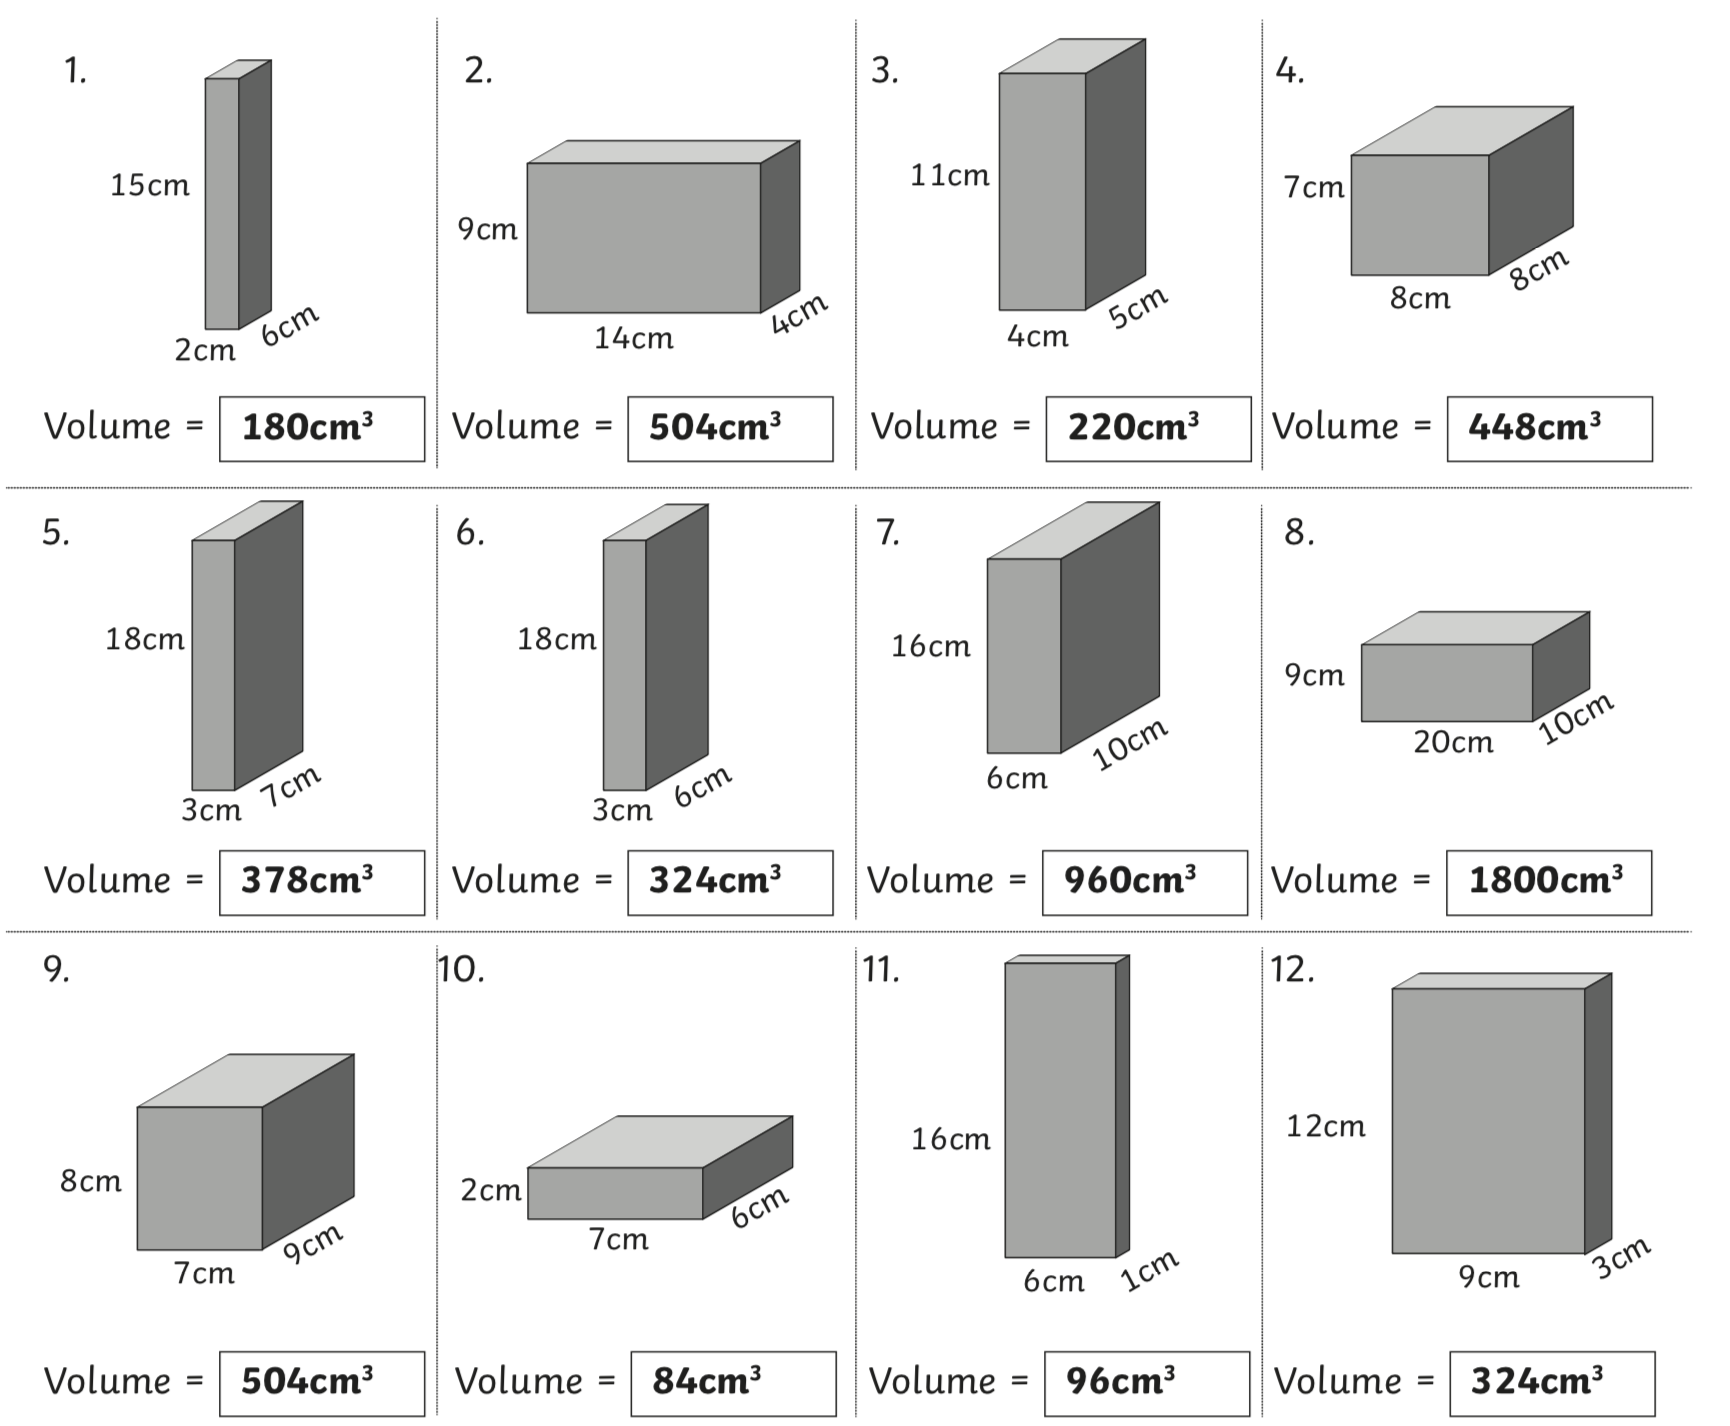 1.
15cm
2cm
6cm
Volume = 180cm³
2.
9cm
14cm
4cm
Volume = 504cm³
3.
11cm
4cm
5cm
Volume = 220cm³
4.
7cm
8cm
8cm
Volume = 448cm³
5.
18cm
3cm
7cm
Volume = 378cm³
6.
18cm
3cm
6cm
Volume = 324cm³
7.
16cm
6cm
10cm
Volume = 960cm³
8.
9cm
20cm
10cm
Volume = 1800cm³
9.
8cm
7cm
9cm
Volume = 504cm³
10.
2cm
7cm
6cm
Volume = 84cm³
11.
16cm
6cm
1cm
Volume = 96cm³
12.
12cm
9cm
3cm
Volume = 324cm³